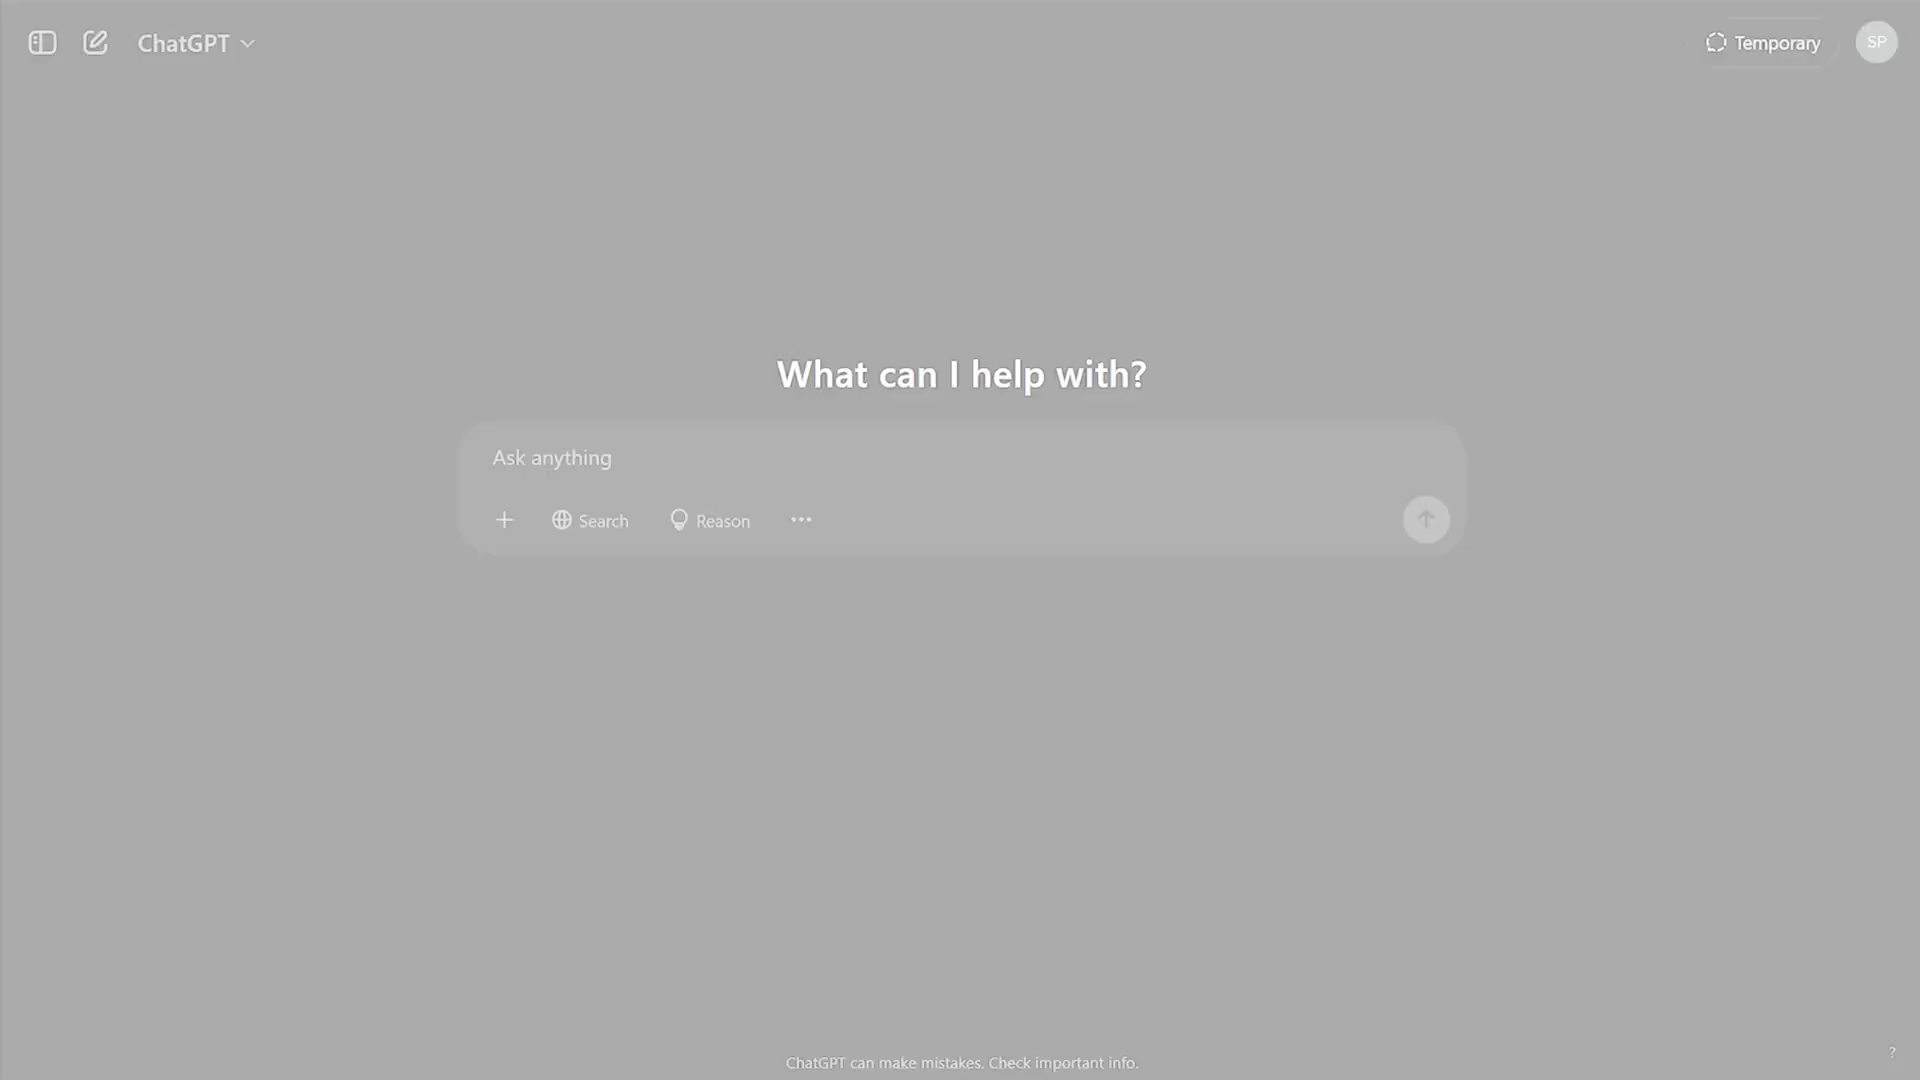 ChatGPT
Temporary
SP
What can I help with?
Ask anything
Search
Reason
ChatGPT can make mistakes. Check important info.
?